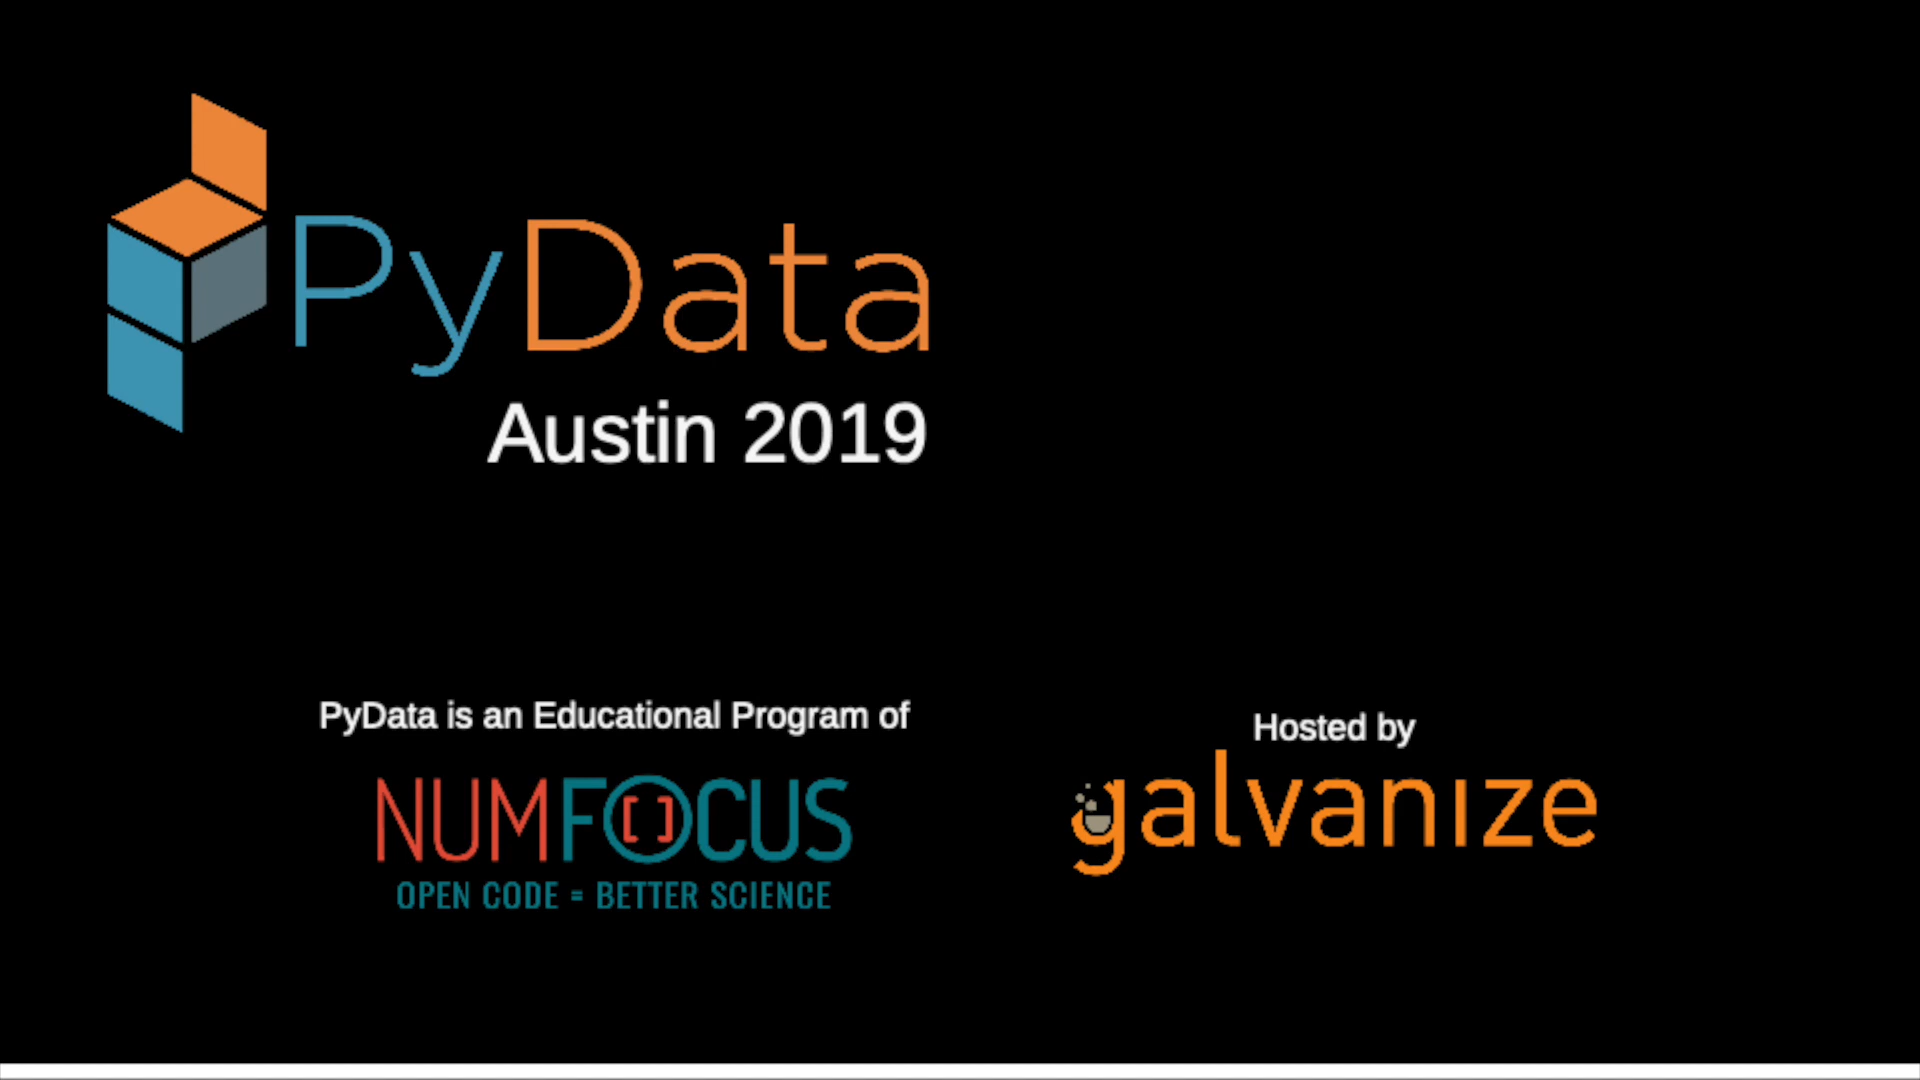 PyData
Austin 2019
PyData is an Educational Program of
NUMFOCUS
OPEN CODE = BETTER SCIENCE
Hosted by
galvanize